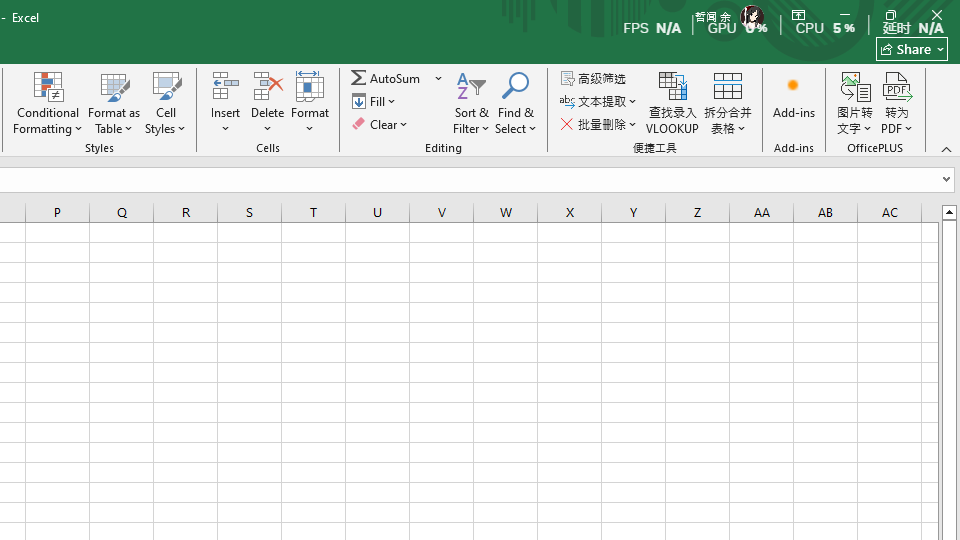 - Excel
哲闻 余
FPS N/A GPU 0% CPU 5% 延时 N/A
Share
Conditional Formatting
Format as Table
Cell Styles
Styles
Insert
Delete
Format
Cells
AutoSum
Fill
Clear
Sort & Filter
Find & Select
Editing
高级筛选
文本提取
批量删除
查找录入 VLOOKUP
拆分合并 表格
便捷工具
Add-ins
Add-ins
图片转 文字
转为 PDF
OfficePLUS
P Q R S T U V W X Y Z AA AB AC